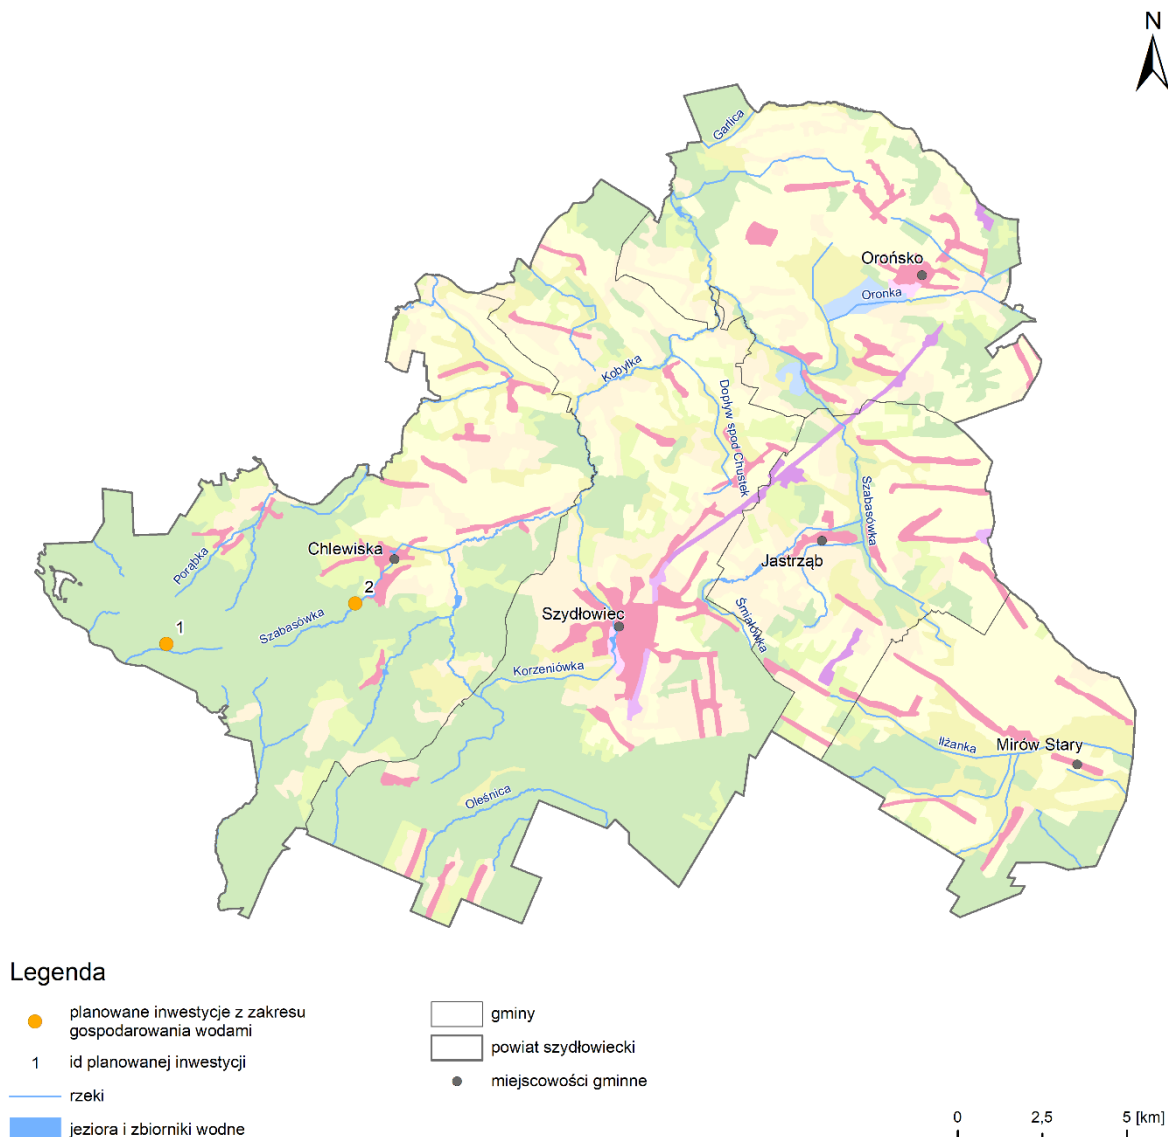 N
Garlica
Orońsko
Oronka
Kobyłka
Dopływ spod Chustek
Szabasówka
Chlewiska
Porąbka
Jastrząb
2
Szydłowiec
Śmiałówka
1
Szabasówka
Korzeniówka
Iłżanka
Mirów Stary
Oleśnica
Legenda
planowane inwestycje z zakresu
gospodarowania wodami
1 id planowanej inwestycji
rzeki
jeziora i zbiorniki wodne
gminy
powiat szydłowiecki
miejscowości gminne
0 2,5 5 [km]